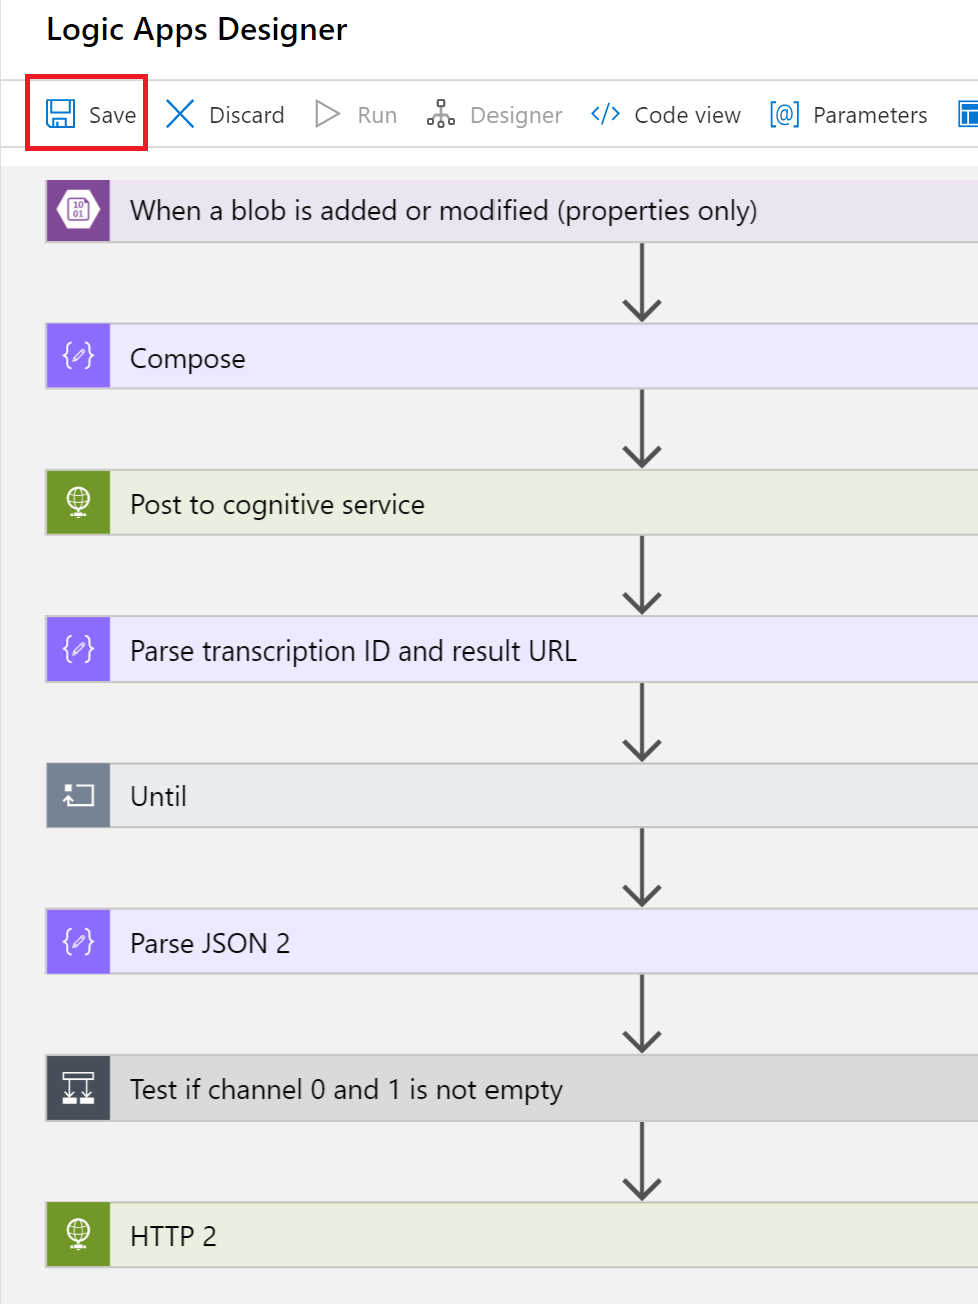 Logic Apps Designer
Save Discard Run Designer </> Code view [@] Parameters
10
01
When a blob is added or modified (properties only)
Compose
Post to cognitive service
Parse transcription ID and result URL
Until
Parse JSON 2
Test if channel 0 and 1 is not empty
HTTP 2